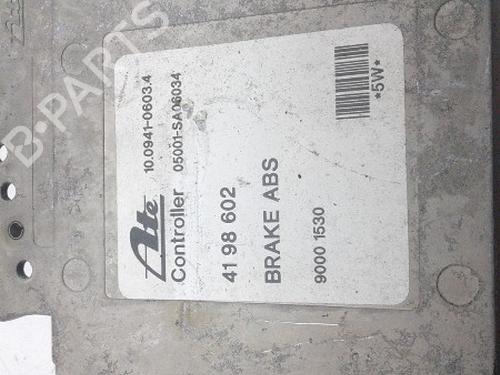 Ate
10.0941-0603.4
Controller 05001-SA06034
41 98 602
BRAKE ABS
9000 1530
*5W*
B-PARTS